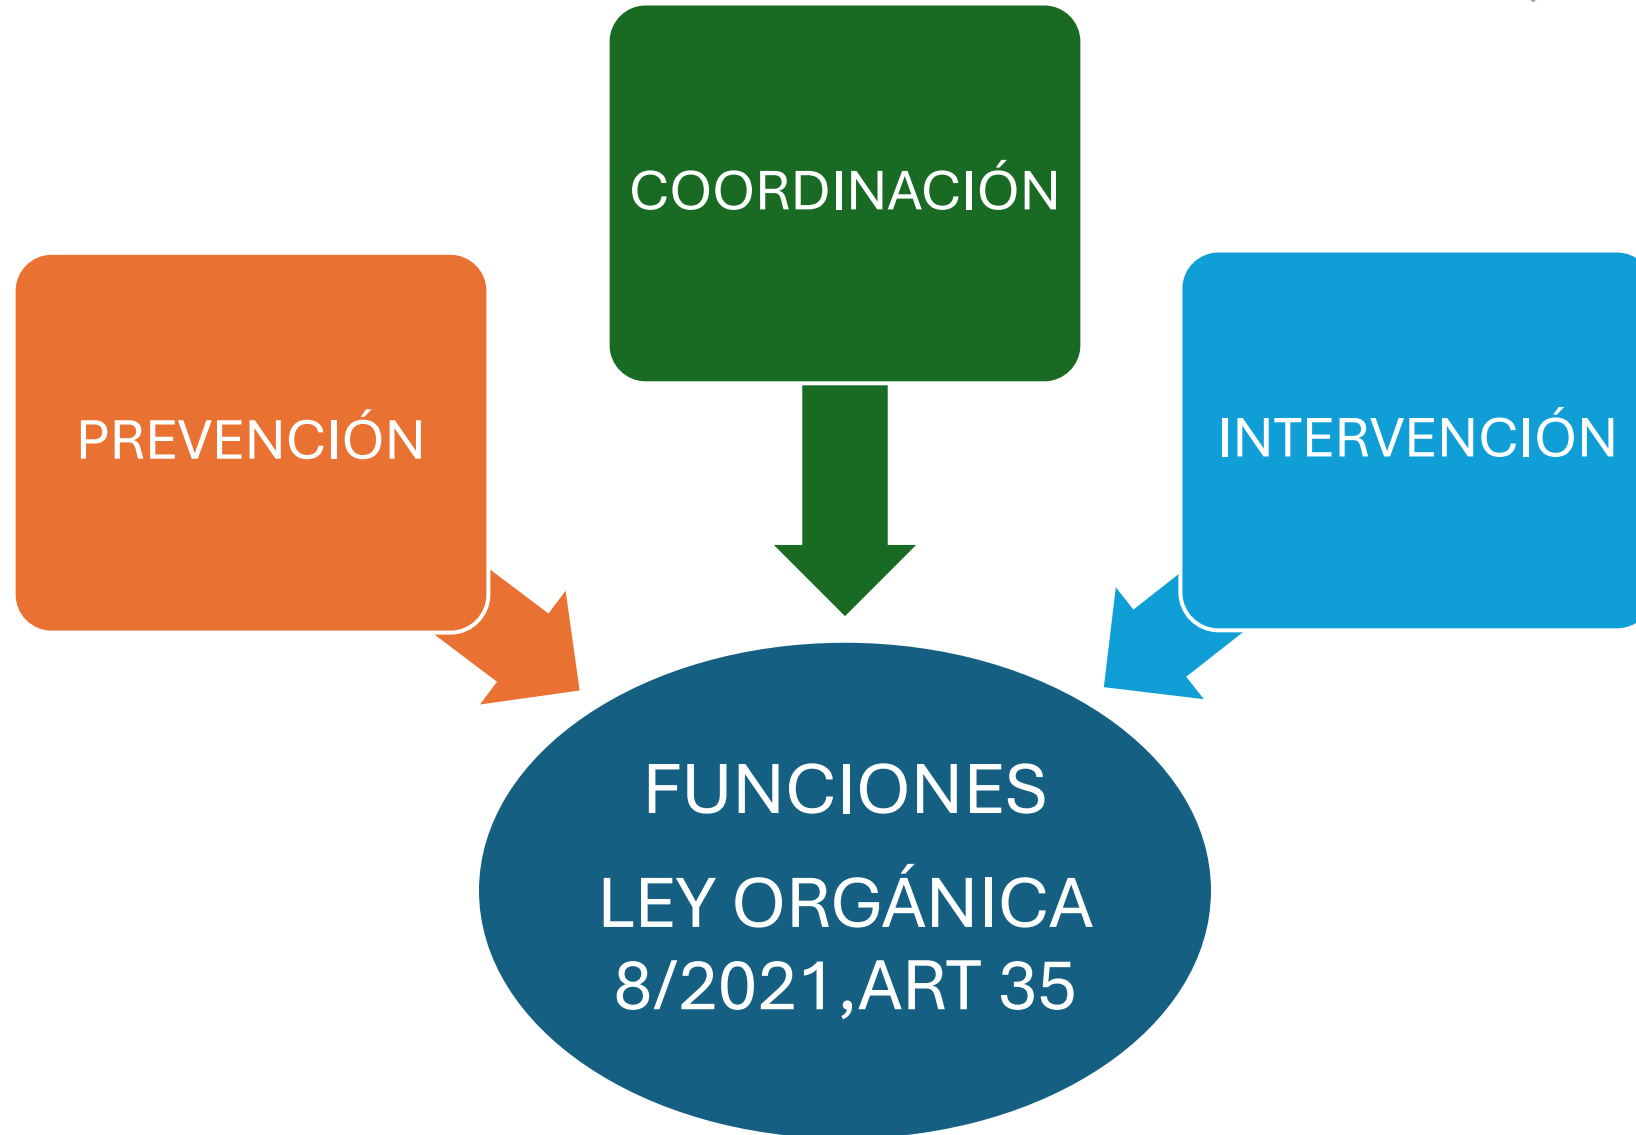 COORDINACIÓN
PREVENCIÓN
INTERVENCIÓN
FUNCIONES
LEY ORGÁNICA
8/2021,ART 35